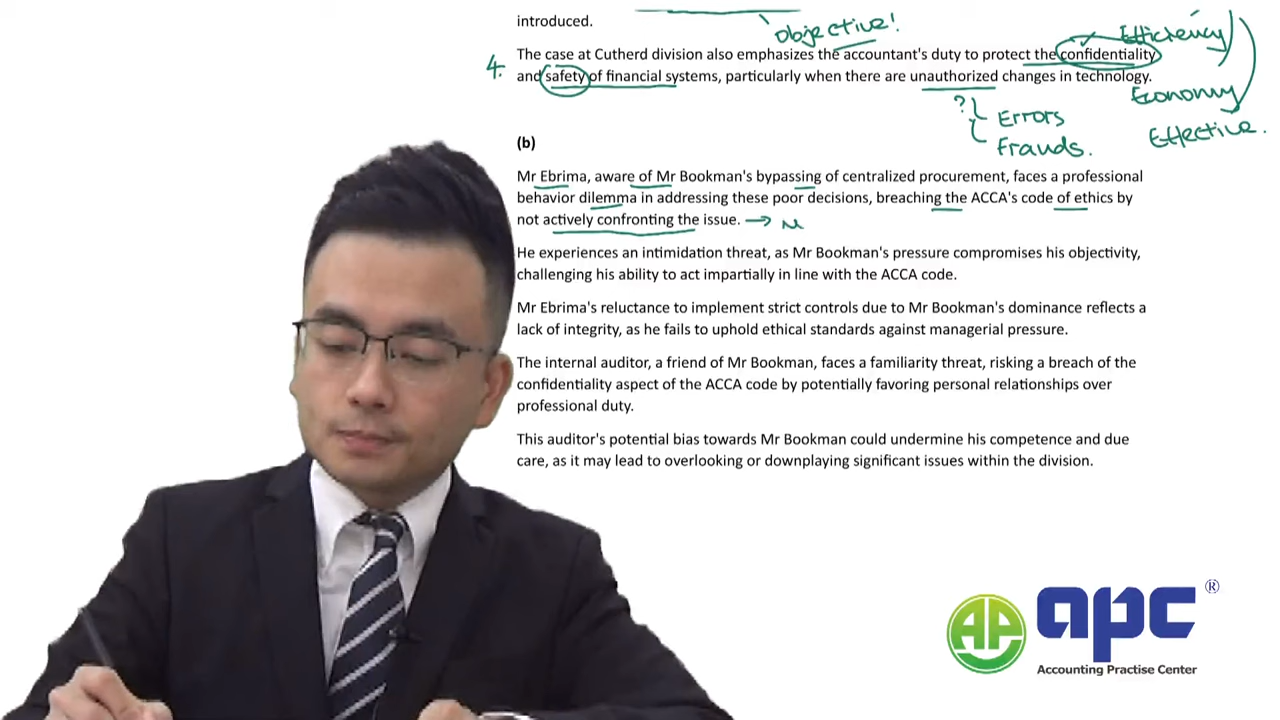 introduced.
objective!
Efficiency
4. The case at Cutherd division also emphasizes the accountant's duty to protect the confidentiality
and safety of financial systems, particularly when there are unauthorized changes in technology.
Economy
? Errors
Effective.
Frauds.
(b)
Mr Ebrima, aware of Mr Bookman's bypassing of centralized procurement, faces a professional
behavior dilemma in addressing these poor decisions, breaching the ACCA's code of ethics by
not actively confronting the issue. →
He experiences an intimidation threat, as Mr Bookman's pressure compromises his objectivity,
challenging his ability to act impartially in line with the ACCA code.
Mr Ebrima's reluctance to implement strict controls due to Mr Bookman's dominance reflects a
lack of integrity, as he fails to uphold ethical standards against managerial pressure.
The internal auditor, a friend of Mr Bookman, faces a familiarity threat, risking a breach of the
confidentiality aspect of the ACCA code by potentially favoring personal relationships over
professional duty.
This auditor's potential bias towards Mr Bookman could undermine his competence and due
care, as it may lead to overlooking or downplaying significant issues within the division.
AP apc ®
Accounting Practise Center